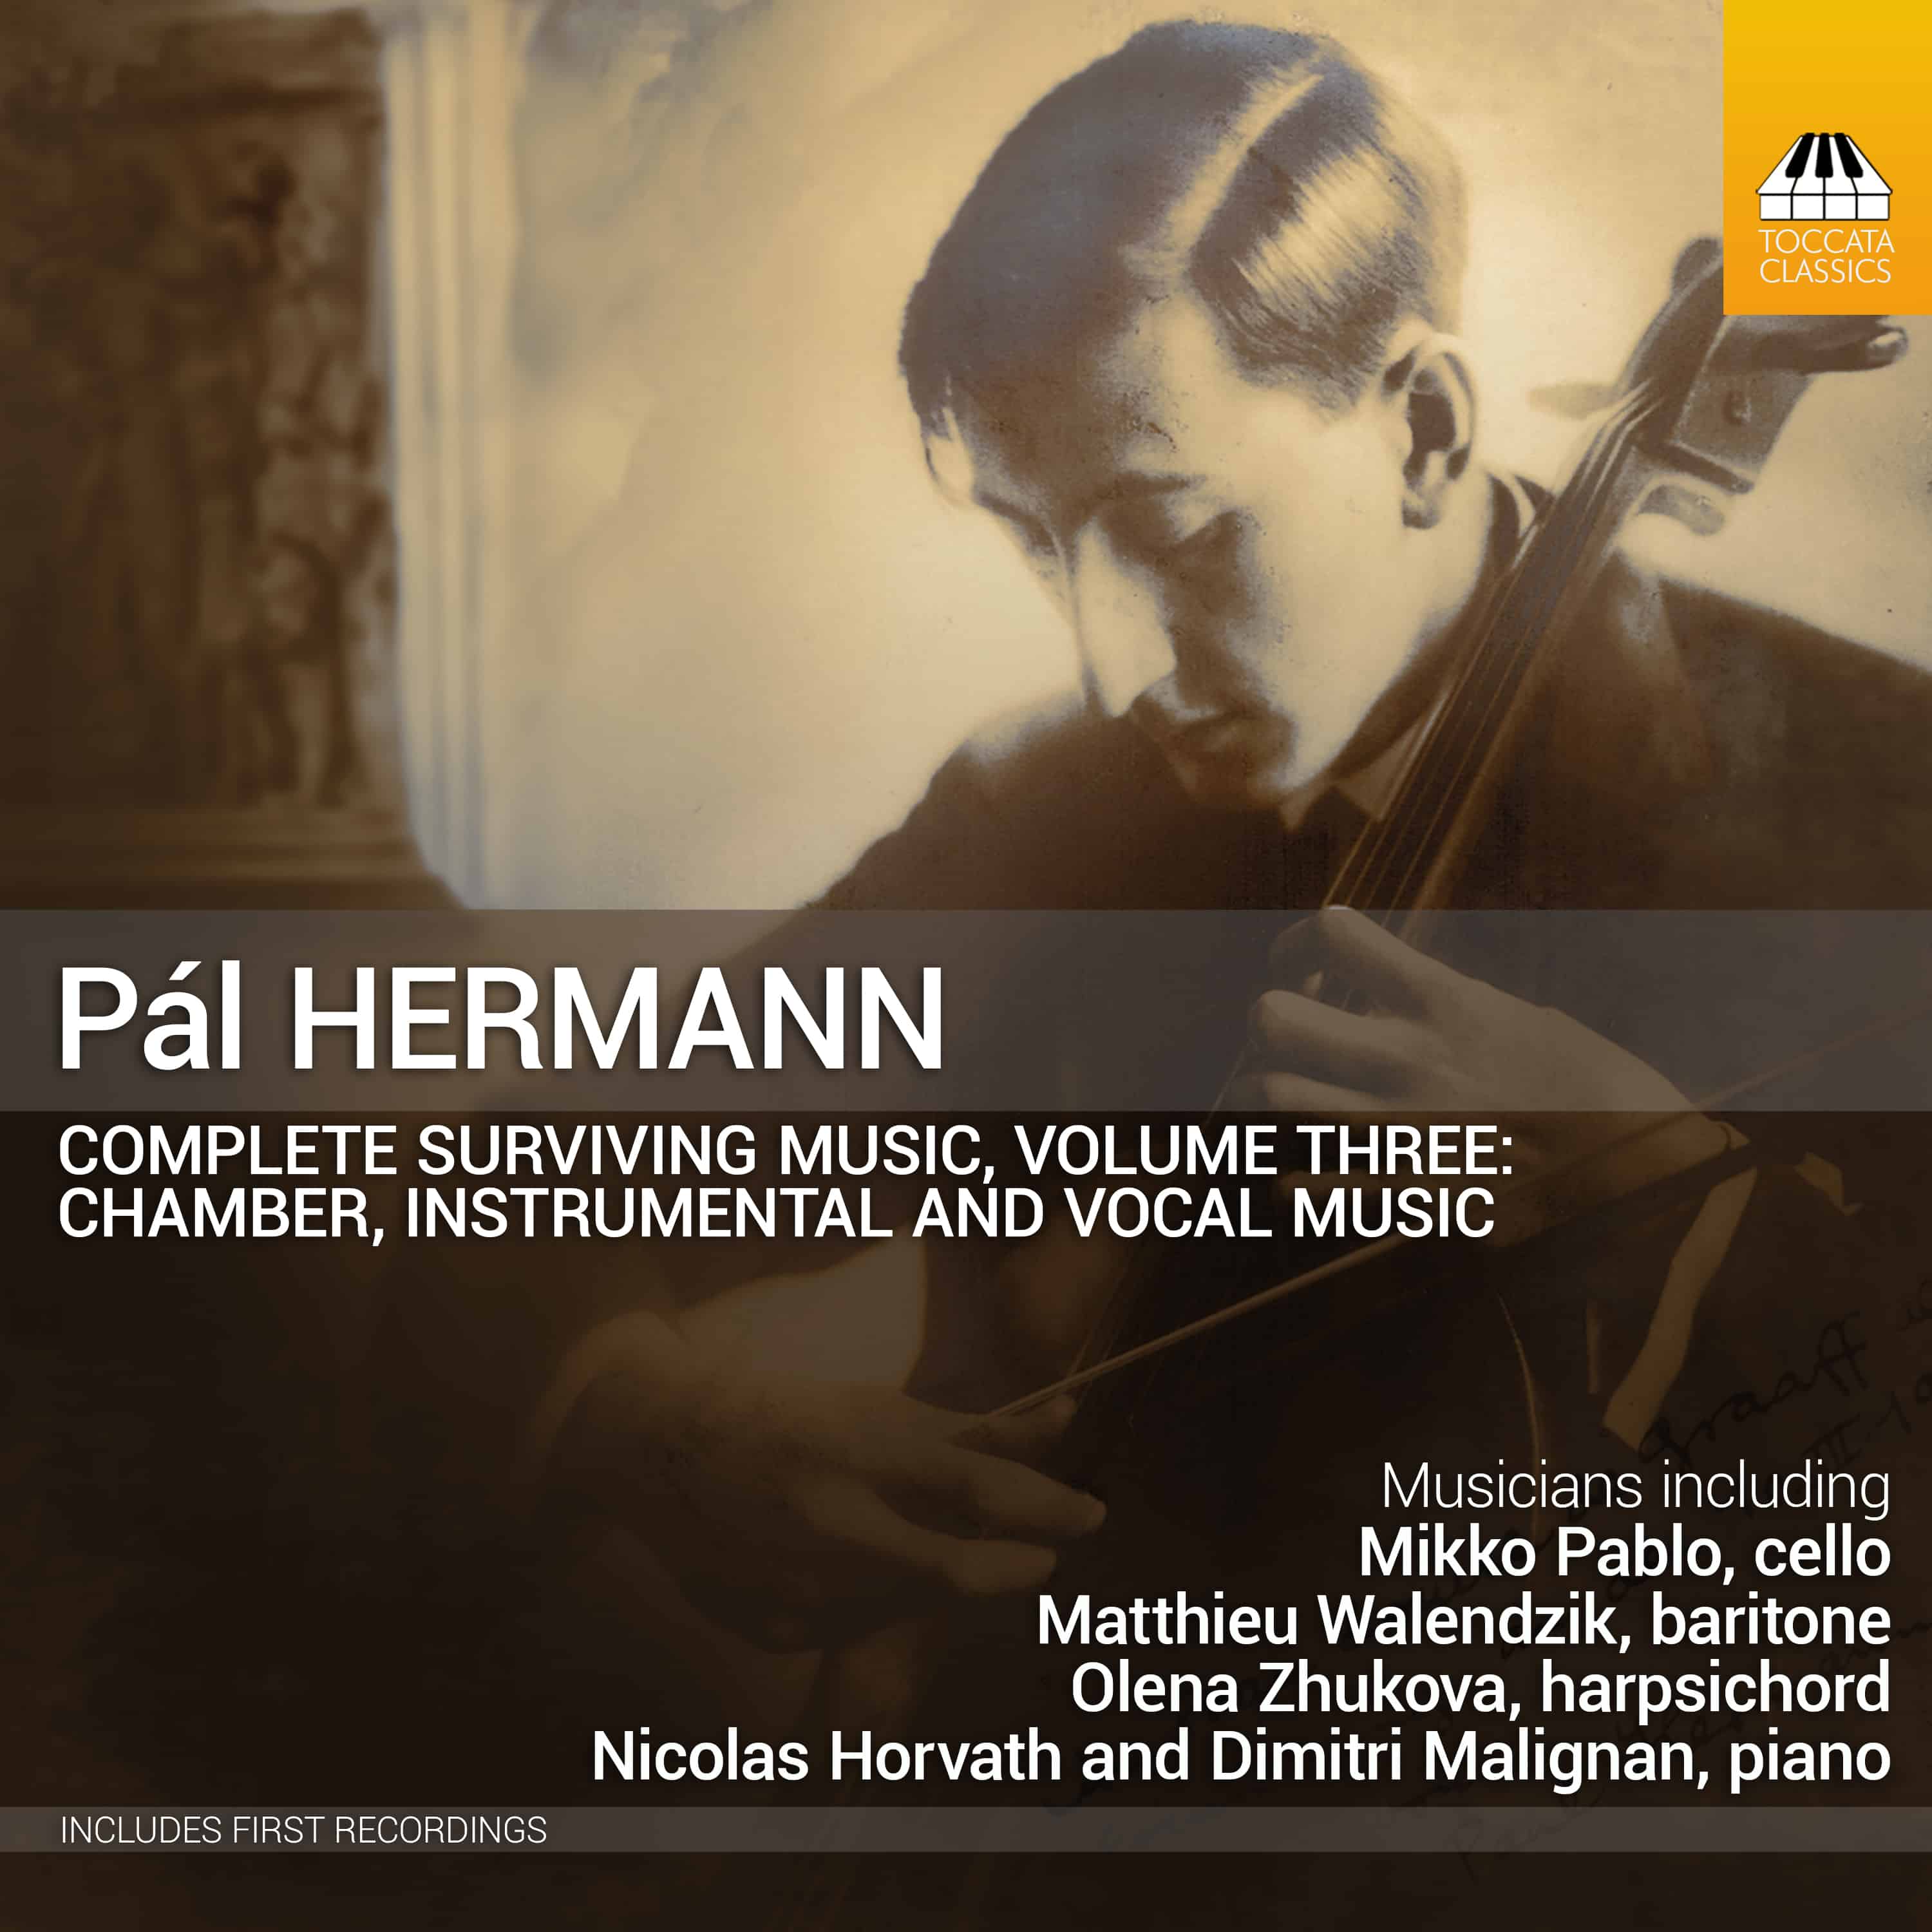 TOCCATA
CLASSICS
Pál HERMANN
COMPLETE SURVIVING MUSIC, VOLUME THREE:
CHAMBER, INSTRUMENTAL AND VOCAL MUSIC
Graaff
Musicians including
Mikko Pablo, cello
Matthieu Walendzik, baritone
Olena Zhukova, harpsichord
Nicolas Horvath and Dimitri Malignan, piano
INCLUDES FIRST RECORDINGS